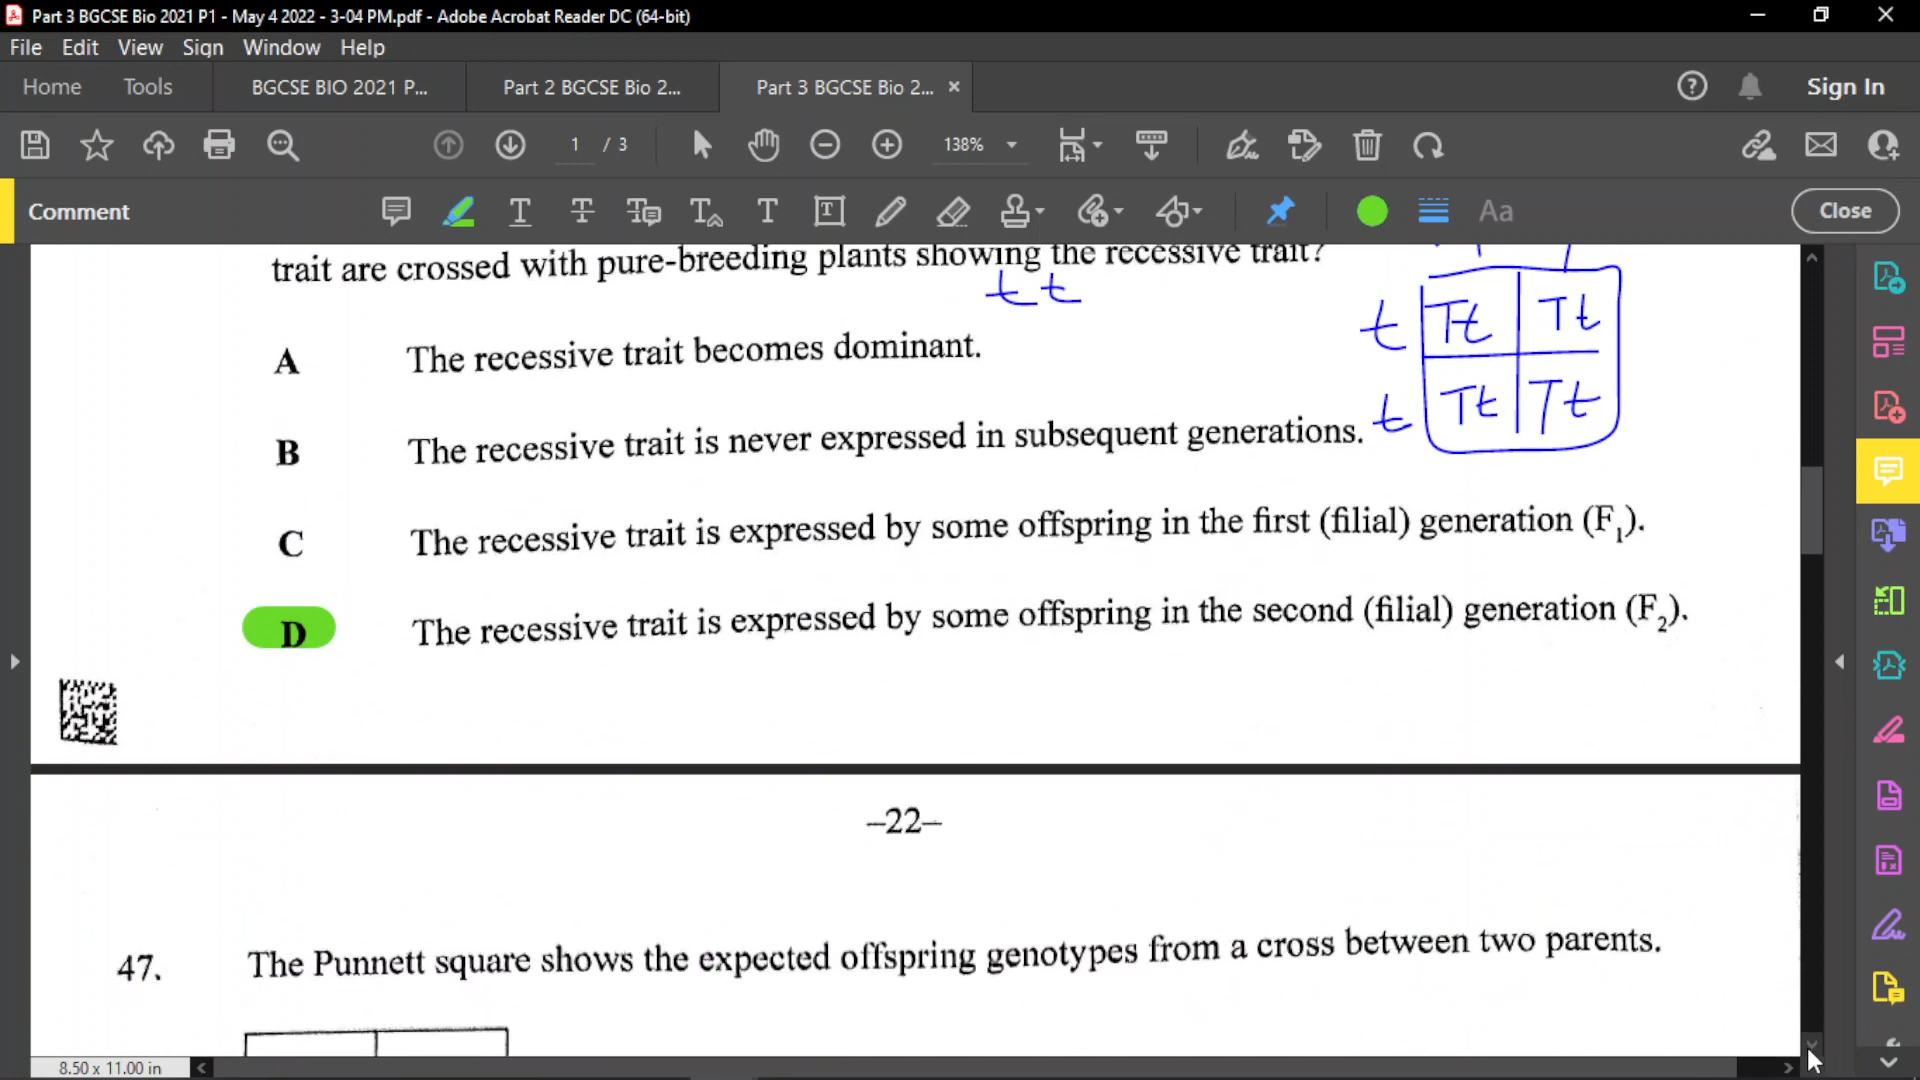 Part 3 BGCSE Bio 2021 P1 - May 4 2022 - 3-04 PM.pdf - Adobe Acrobat Reader DC (64-bit)
File Edit View Sign Window Help
Home Tools BGCSE BIO 2021 P... Part 2 BGCSE Bio 2... Part 3 BGCSE Bio 2... × Sign In
1 / 3 138%
Comment Aa Close
trait are crossed with pure-breeding plants showing the recessive trait?
t t
t Tt Tt
t Tt Tt
A The recessive trait becomes dominant.
B The recessive trait is never expressed in subsequent generations.
C The recessive trait is expressed by some offspring in the first (filial) generation (F₁).
D The recessive trait is expressed by some offspring in the second (filial) generation (F₂).
–22–
47. The Punnett square shows the expected offspring genotypes from a cross between two parents.
8.50 x 11.00 in